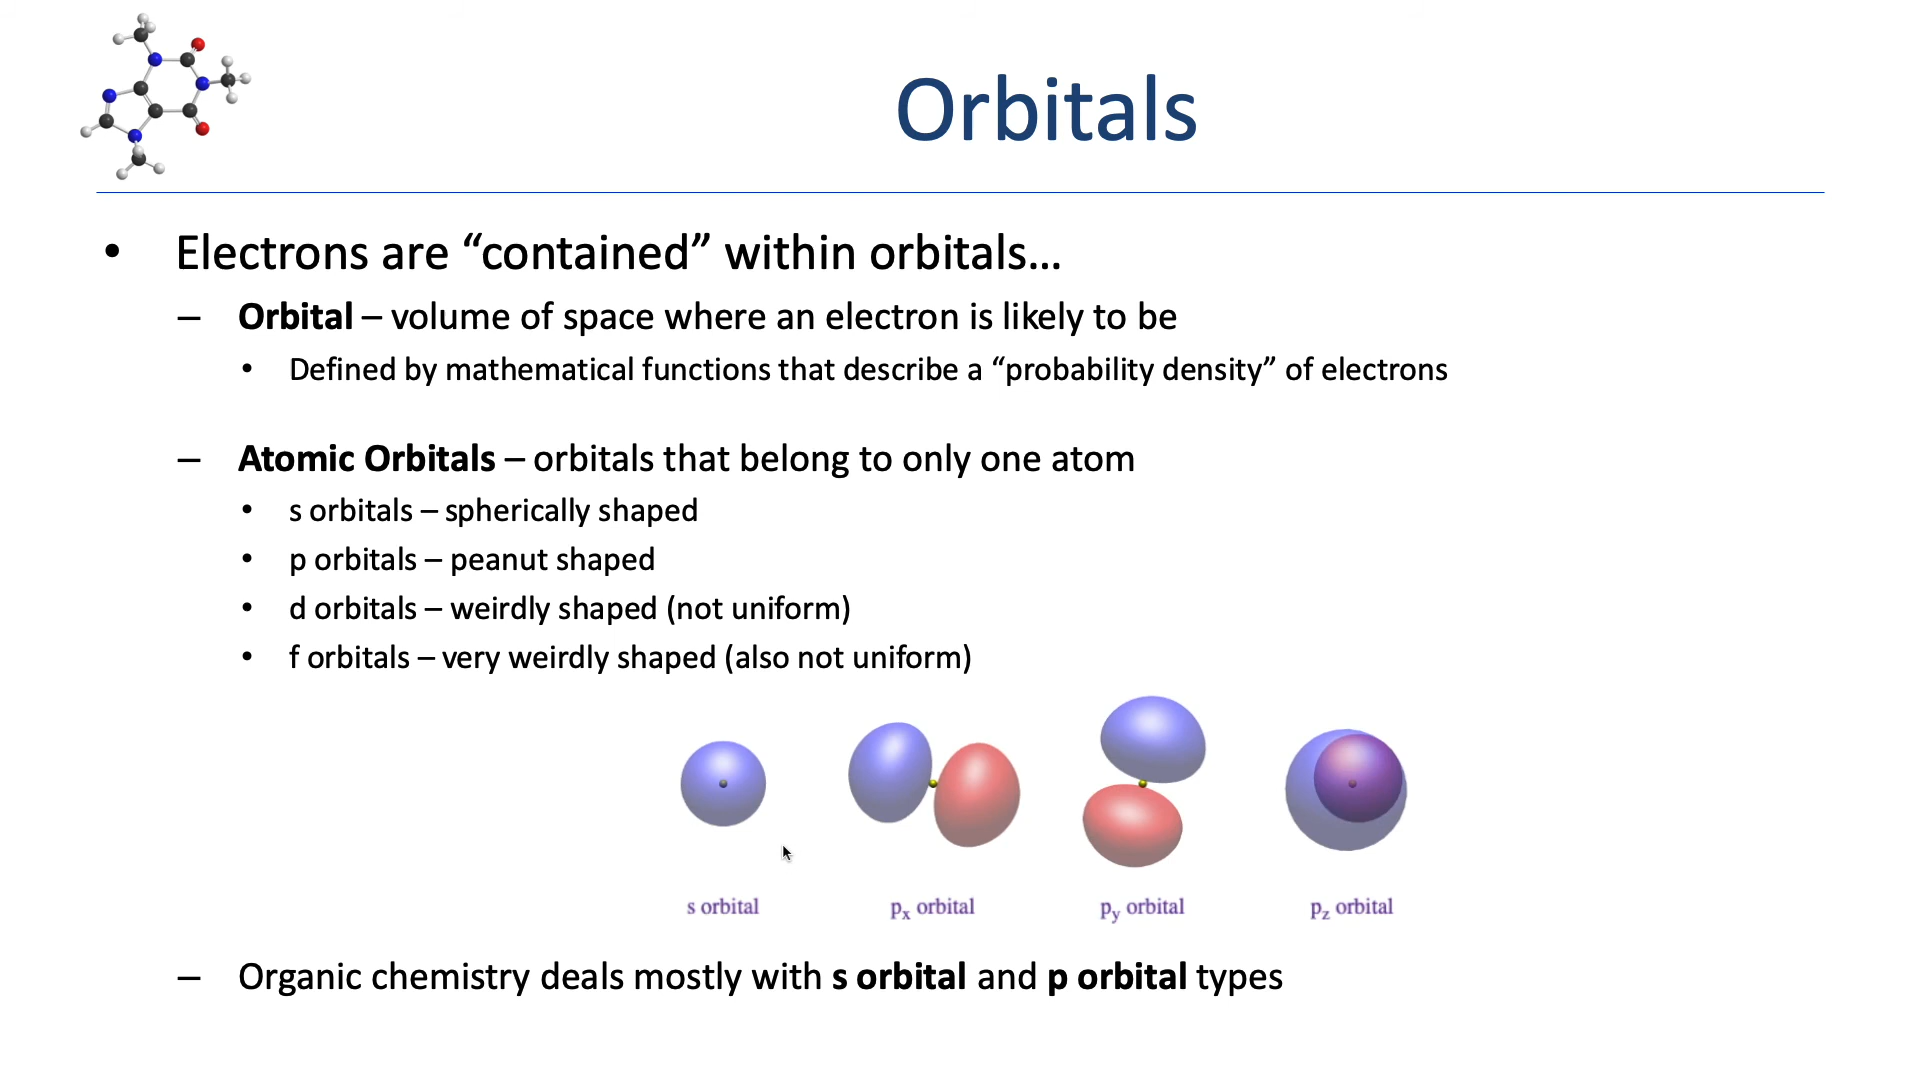 Orbitals
• Electrons are “contained” within orbitals...
– Orbital – volume of space where an electron is likely to be
• Defined by mathematical functions that describe a “probability density” of electrons
– Atomic Orbitals – orbitals that belong to only one atom
• s orbitals – spherically shaped
• p orbitals – peanut shaped
• d orbitals – weirdly shaped (not uniform)
• f orbitals – very weirdly shaped (also not uniform)
s orbital
pₓ orbital
p_y orbital
p_z orbital
– Organic chemistry deals mostly with s orbital and p orbital types